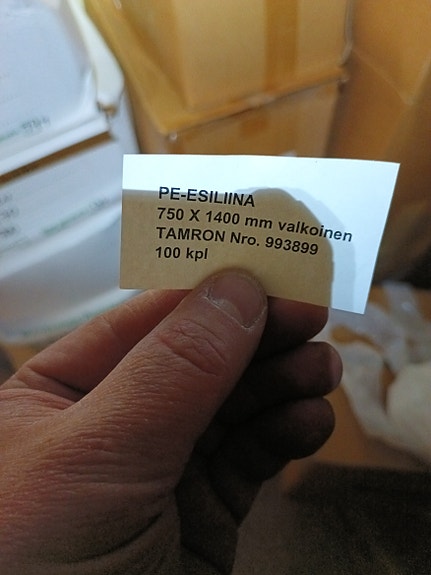 PE-ESILIINA
750 X 1400 mm valkoinen
TAMRON Nro. 993899
100 kpl